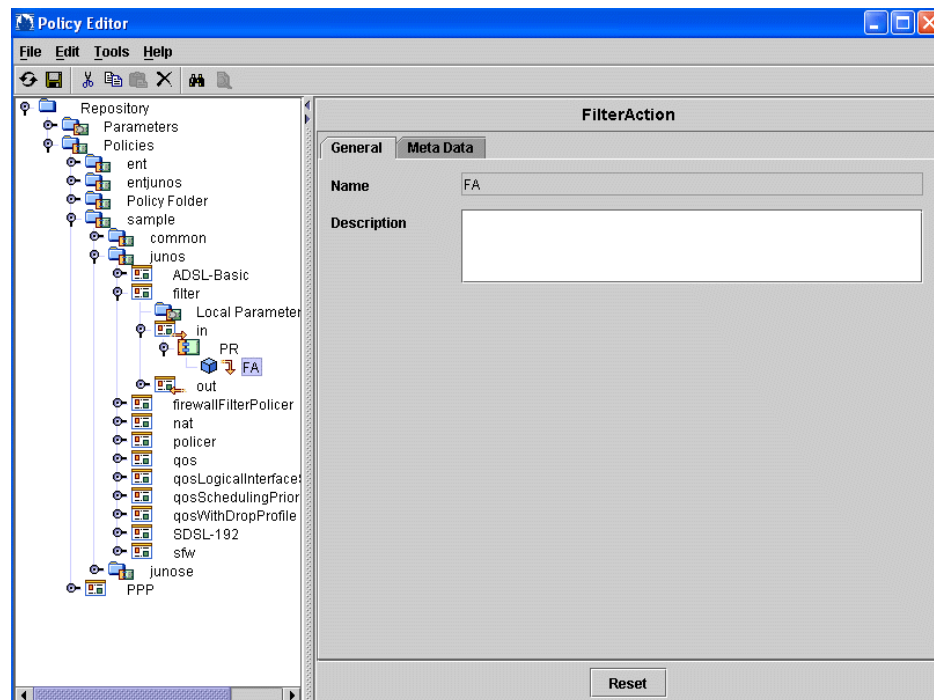 Policy Editor
File Edit Tools Help
Repository
Parameters
Policies
ent
entjunos
Policy Folder
sample
common
junos
ADSL-Basic
filter
Local Parameter
in
PR
FA
out
firewallFilterPolicer
nat
policer
qos
qosLogicalInterface
qosSchedulingPrior
qosWithDropProfile
SDSL-192
sfw
junose
PPP
FilterAction
General Meta Data
Name FA
Description
Reset